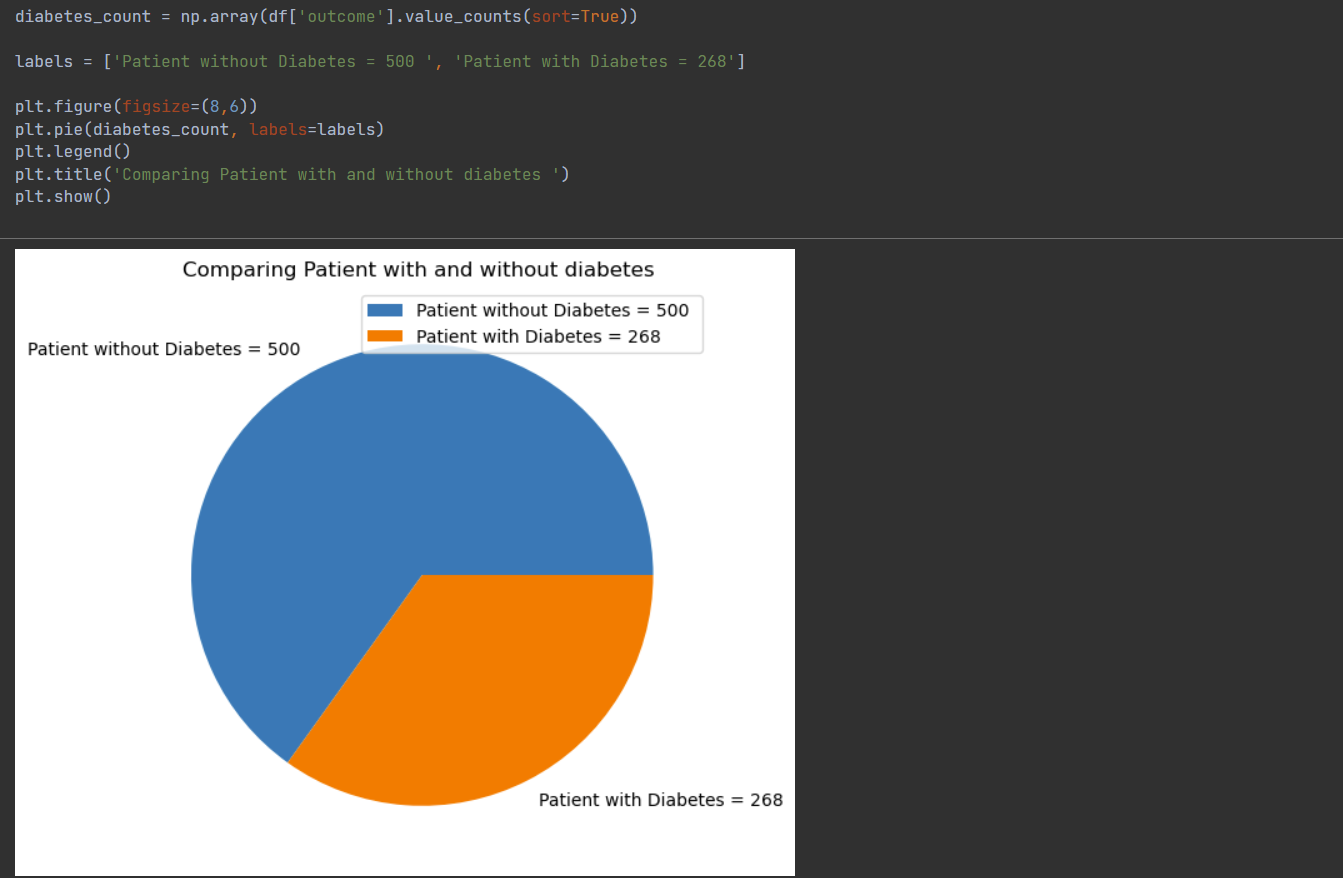 diabetes_count = np.array(df['outcome'].value_counts(sort=True))
labels = ['Patient without Diabetes = 500 ', 'Patient with Diabetes = 268']
plt.figure(figsize=(8,6))
plt.pie(diabetes_count, labels=labels)
plt.legend()
plt.title('Comparing Patient with and without diabetes ')
plt.show()
Comparing Patient with and without diabetes
Patient without Diabetes = 500
Patient with Diabetes = 268
Patient without Diabetes = 500
Patient with Diabetes = 268